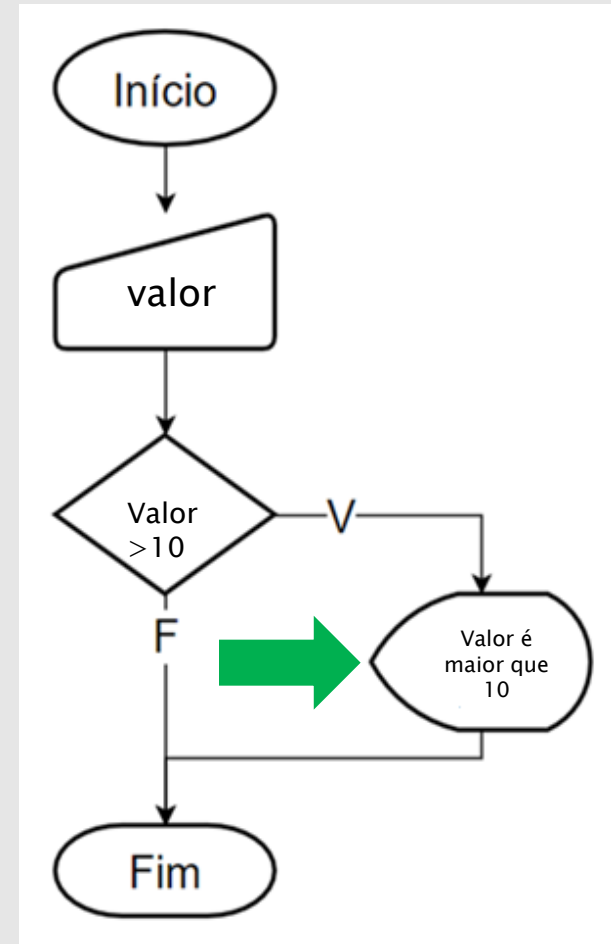 Início
valor
Valor
>10
V
F
Valor é
maior que
10
Fim